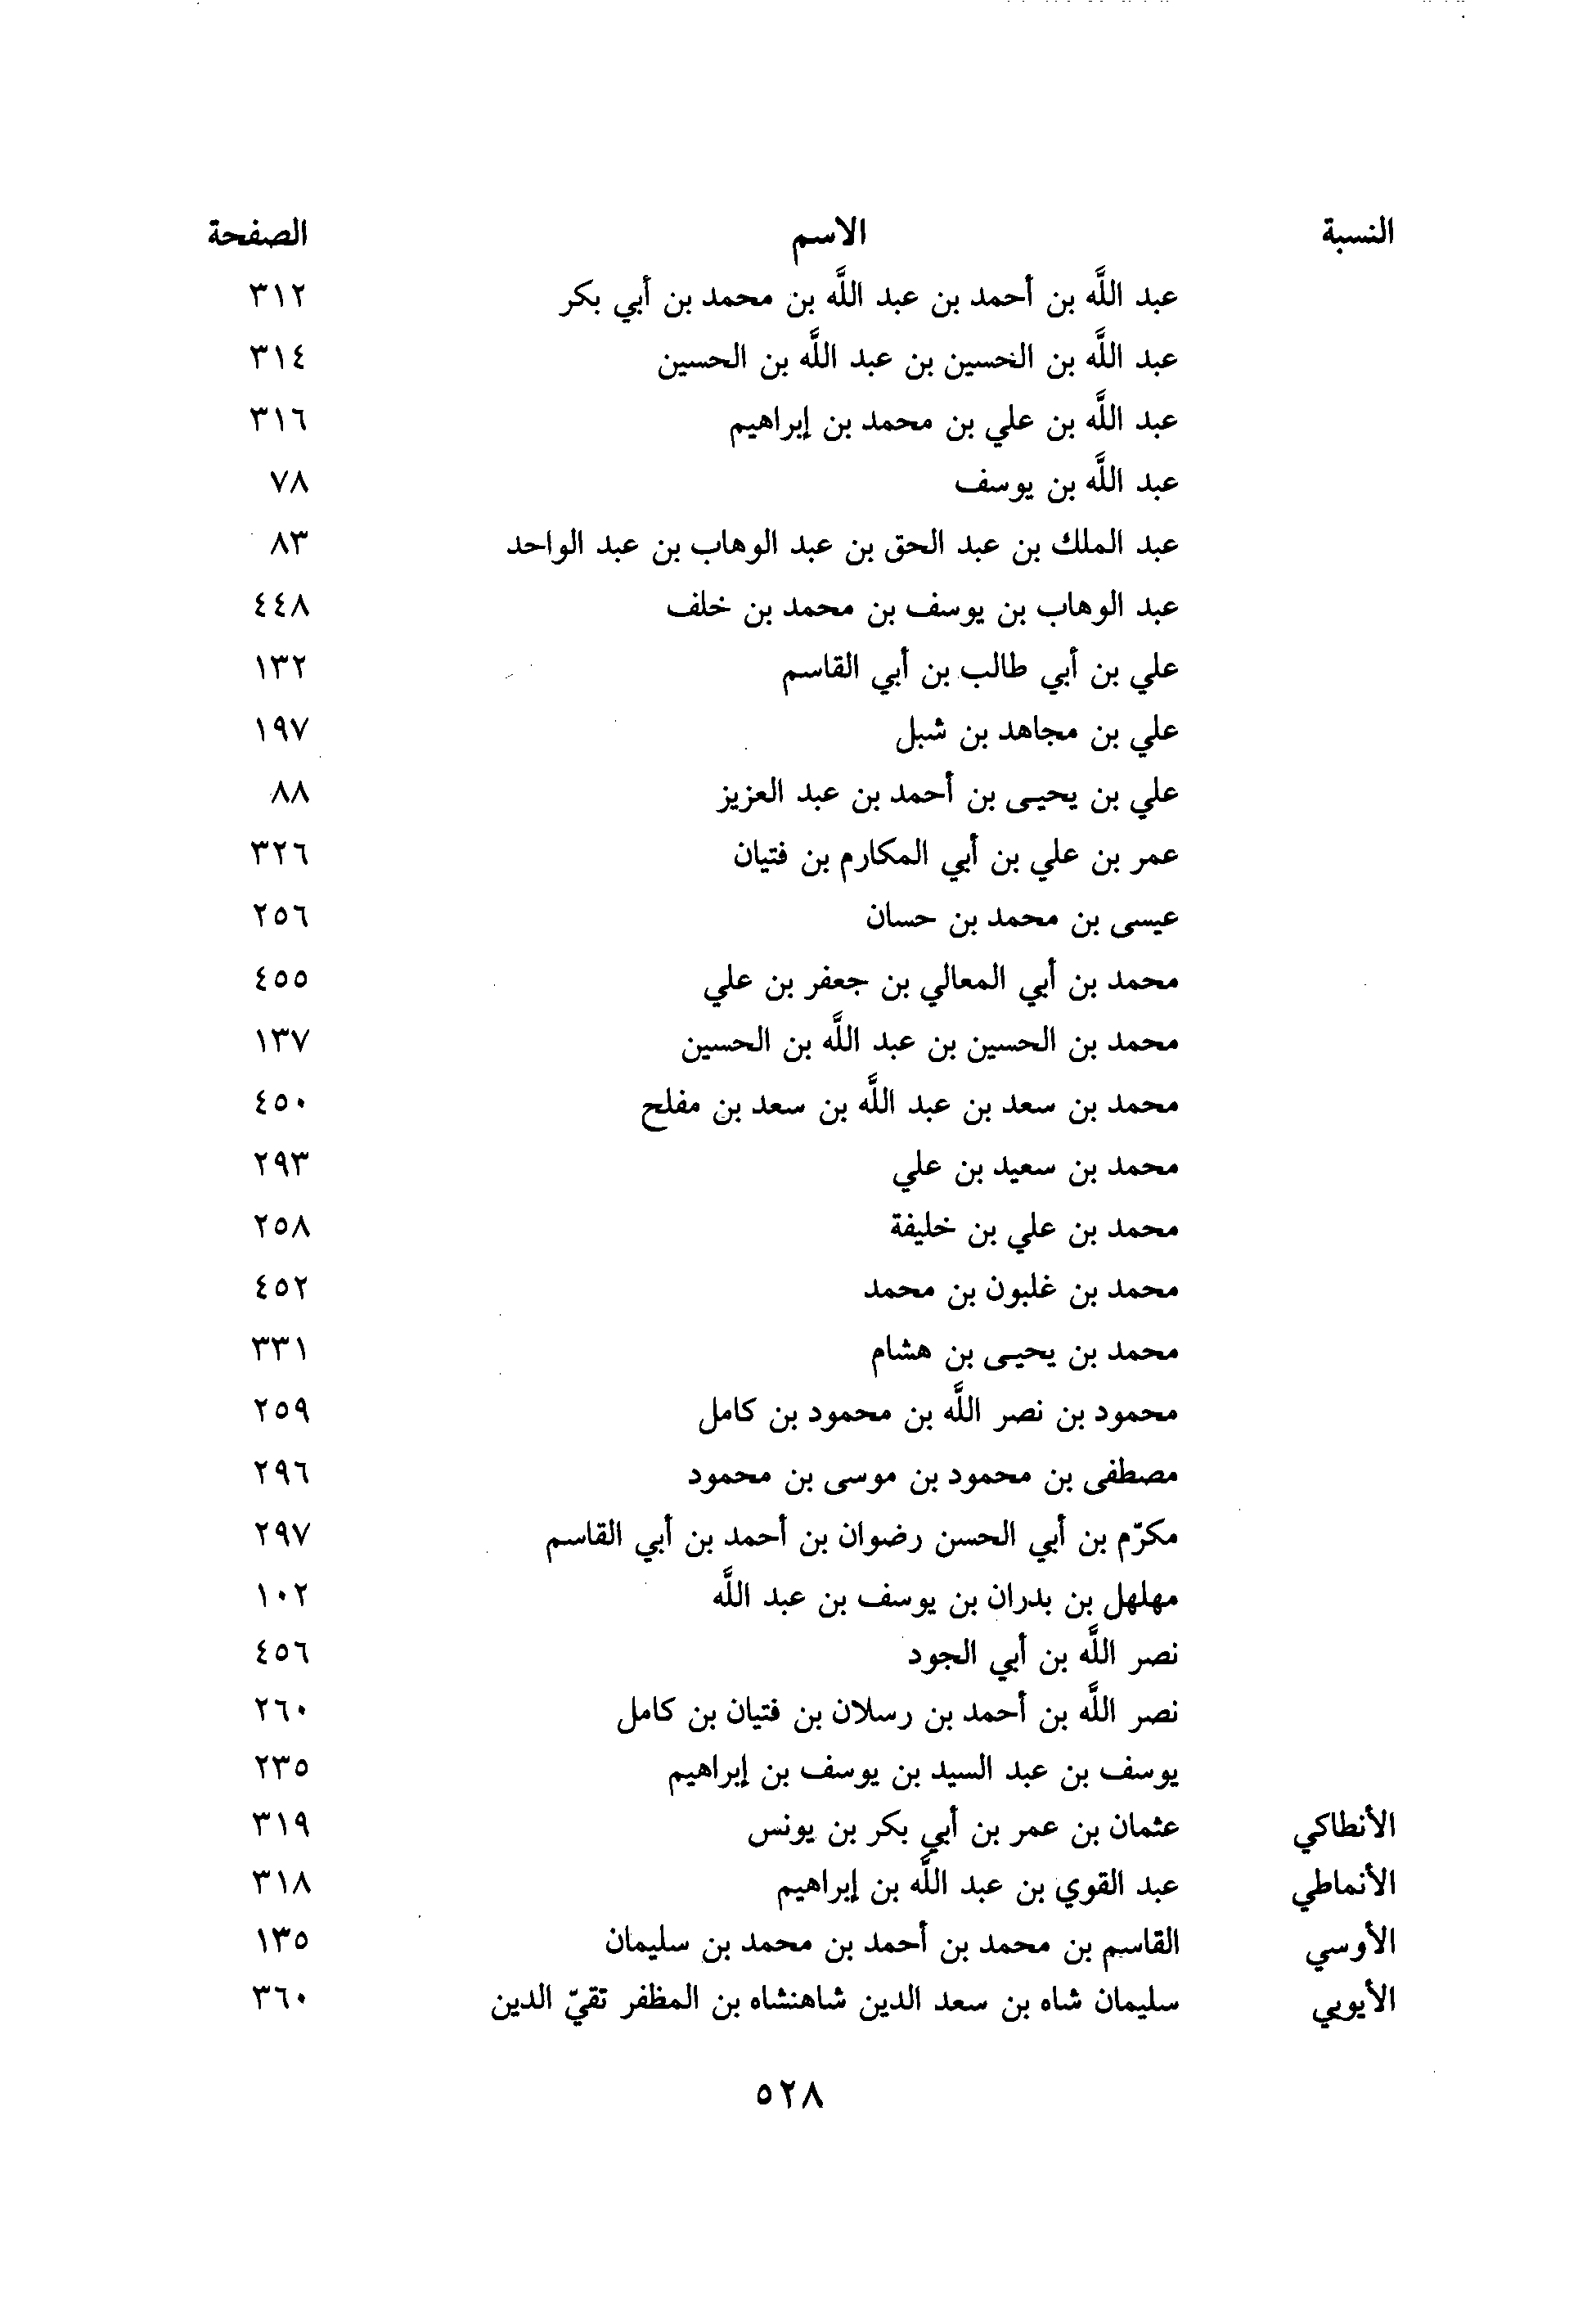 النسبة الاسم الصفحة
عبد اللَّه بن أحمد بن عبد اللَّه بن محمد بن أبي بكر ٣١٢
عبد اللَّه بن الخسين بن عبد اللَّه بن الحسين ٣١٤
عبد اللَّه بن علي بن محمد بن إبراهيم ٣١٦
عبد اللَّه بن يوسف ٧٨
عبد الملك بن عبد الحق بن عبد الوهاب بن عبد الواحد ٨٣
عبد الوهاب بن يوسف بن محمد بن خلف ٤٤٨
علي بن أبي طالب بن أبي القاسم ١٣٢
علي بن مجاهد بن شبل ١٩٧
علي بن يحيـى بن أحمد بن عبد العزيز ٨٨
عمر بن علي بن أبي المكارم بن فتيان ٣٢٦
عيسى بن محمد بن حسان ٢٥٦
محمد بن أبي المعالي بن جعفر بن علي ٤٥٥
محمد بن الحسين بن عبد اللَّه بن الحسين ١٣٧
محمد بن سعد بن عبد اللَّه بن سعد بن مفلح ٤٥٠
محمد بن سعيد بن علي ٢٩٣
محمد بن علي بن خليفة ٢٥٨
محمد بن غلبون بن محمد ٤٥٢
محمد بن يحيـى بن هشام ٣٣١
محمود بن نصر اللَّه بن محمود بن كامل ٢٥٩
مصطفى بن محمود بن موسى بن محمود ٢٩٦
مكرّم بن أبي الحسن رضوان بن أحمد بن أبي القاسم ٢٩٧
مهلهل بن بدران بن يوسف بن عبد اللَّه ١٠٢
نصر اللَّه بن أبي الجود ٤٥٦
نصر اللَّه بن أحمد بن رسلان بن فتيان بن كامل ٢٦٠
يوسف بن عبد السيد بن يوسف بن إبراهيم ٢٣٥
الأنطاكي عثمان بن عمر بن أبي بكر بن يونس ٣١٩
الأنماطي عبد القوي بن عبد اللَّه بن إبراهيم ٣١٨
الأوسي القاسم بن محمد بن أحمد بن محمد بن سليمان ١٣٥
الأيوبي سليمان شاه بن سعد الدين شاهنشاه بن المظفر تقيّ الدين ٣٦٠
٥٢٨